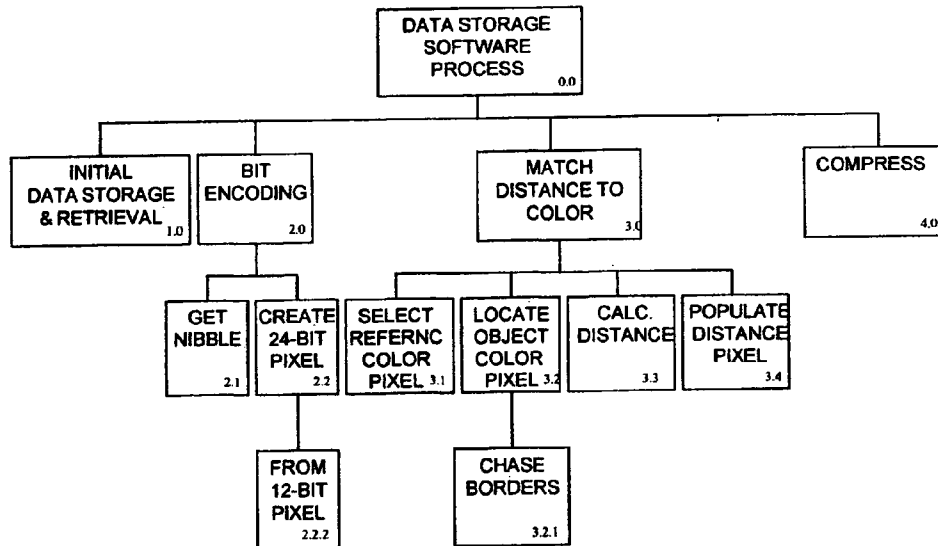 DATA STORAGE
SOFTWARE
PROCESS
0.0
INITIAL
DATA STORAGE
& RETRIEVAL
1.0
BIT
ENCODING
2.0
MATCH
DISTANCE TO
COLOR
3.0
COMPRESS
4.0
GET
NIBBLE
2.1
CREATE
24-BIT
PIXEL
2.2
SELECT
REFERNC
COLOR
PIXEL 3.1
LOCATE
OBJECT
COLOR
PIXEL 3.2
CALC.
DISTANCE
3.3
POPULATE
DISTANCE
PIXEL
3.4
FROM
12-BIT
PIXEL
2.2.2
CHASE
BORDERS
3.2.1